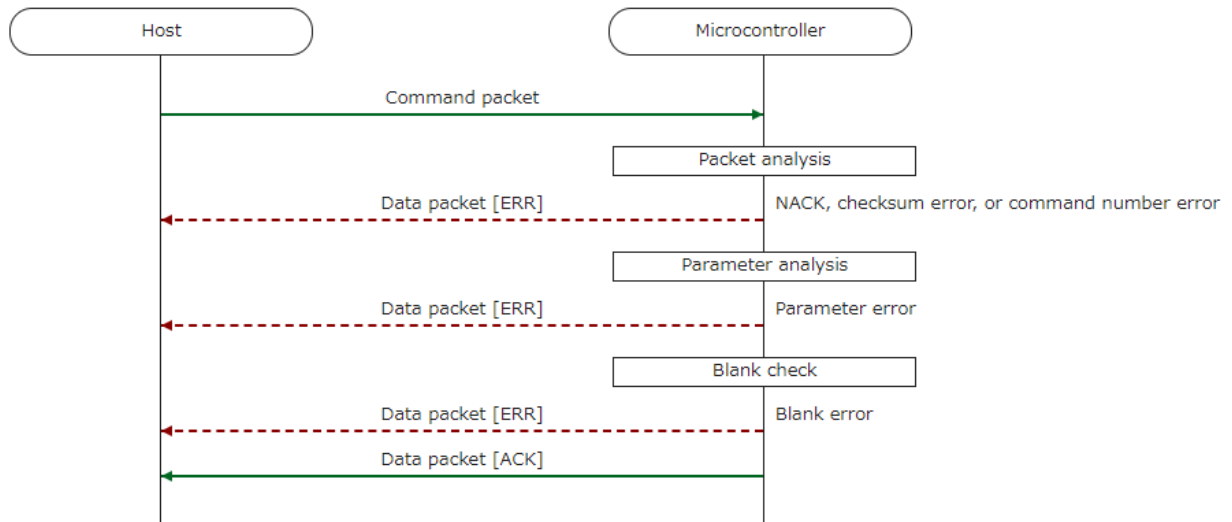 Host
Microcontroller
Command packet
Packet analysis
Data packet [ERR]
NACK, checksum error, or command number error
Parameter analysis
Data packet [ERR]
Parameter error
Blank check
Data packet [ERR]
Blank error
Data packet [ACK]